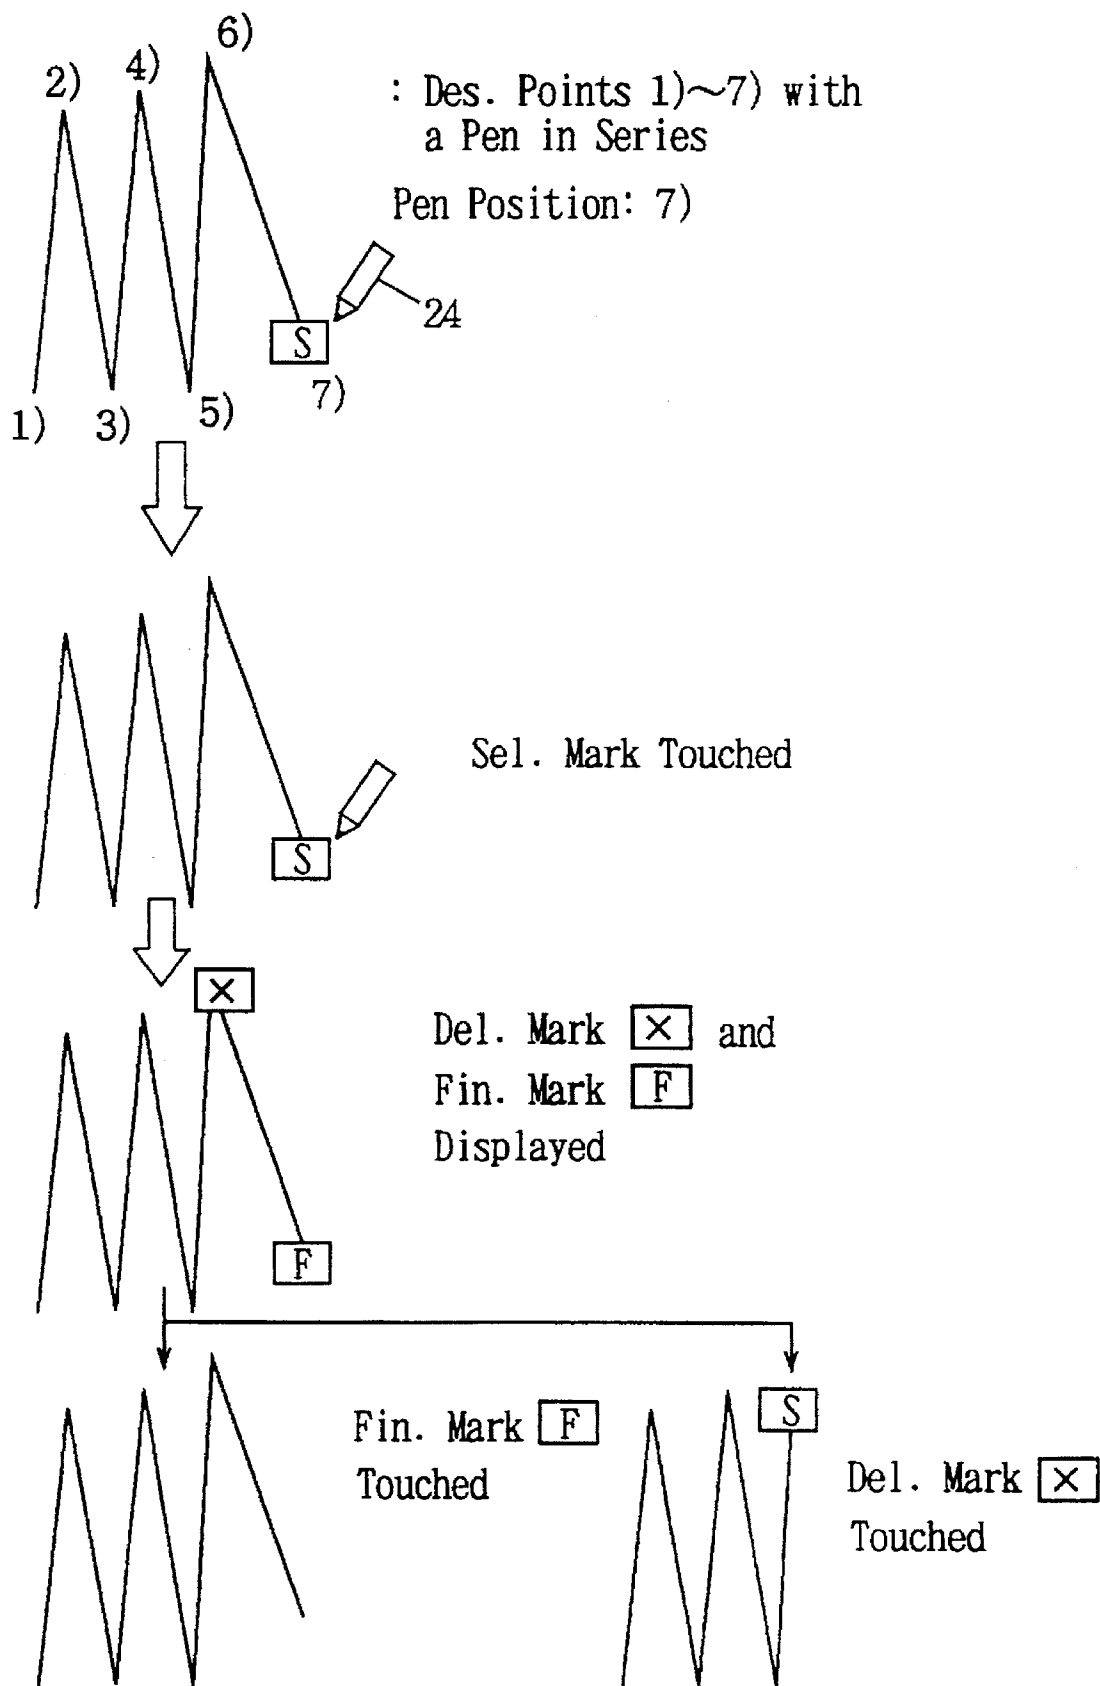 6)
4)
2)
: Des. Points 1)~7) with
a Pen in Series
Pen Position: 7)
24
S
7)
5)
1)
3)
Sel. Mark Touched
S
×
Del. Mark × and
Fin. Mark F
Displayed
F
Fin. Mark F
Touched
S
Del. Mark ×
Touched